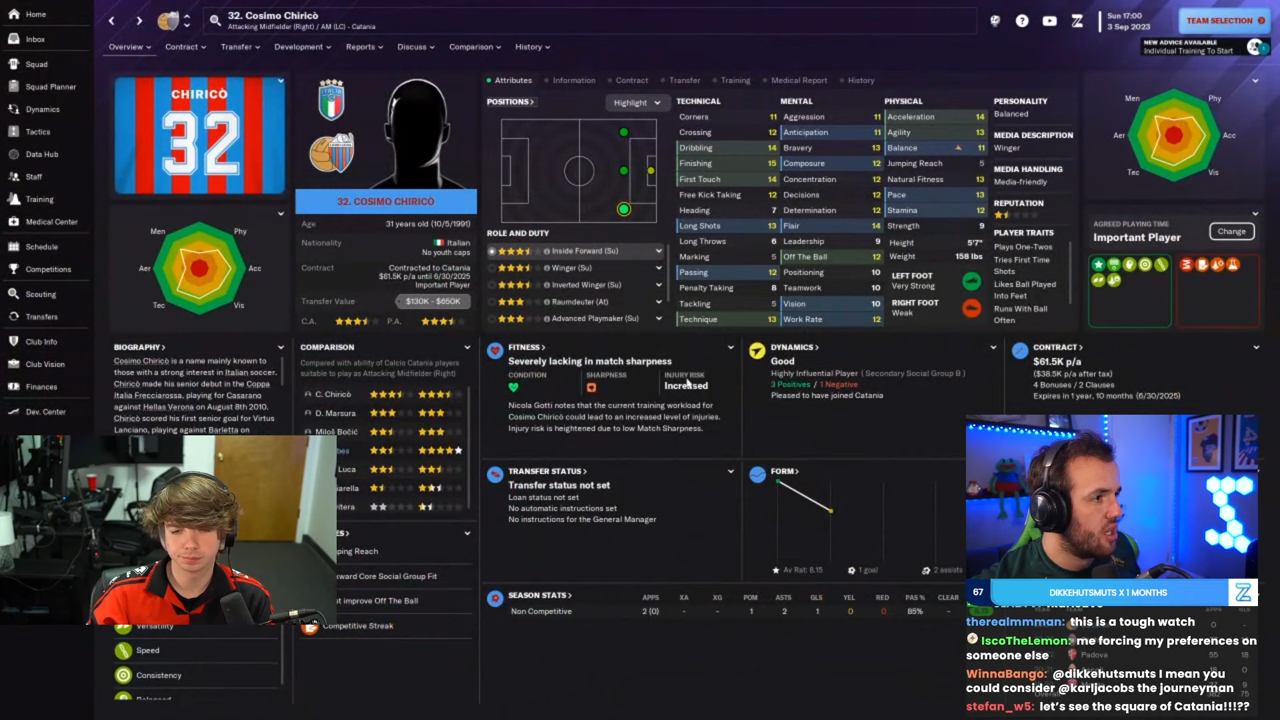 Home
Inbox
Squad
Squad Planner
Dynamics
Tactics
Data Hub
Staff
Training
Medical Center
Schedule
Competitions
Scouting
Transfers
Club Info
Club Vision
Finances
Dev. Center
32. Cosimo Chiricò
Attacking Midfielder (Right) / AM (LC) - Catania
Sun 17:00
3 Sep 2023
TEAM SELECTION
NEW ADVICE AVAILABLE
Individual Training To Start
Overview
Contract
Transfer
Development
Reports
Discuss
Comparison
History
CHIRICÒ
32
ITALIA
32. COSIMO CHIRICÒ
Age 31 years old (10/5/1991)
Nationality Italian
No youth caps
Contract Contracted to Catania
$61.5K p/a until 6/30/2025
Important Player
Transfer Value $130K - $650K
C.A. P.A.
Men Phy
Aer Acc
Tec Vis
Attributes Information Contract Transfer Training Medical Report History
POSITIONS >
Highlight
ROLE AND DUTY
Inside Forward (Su)
Winger (Su)
Inverted Winger (Su)
Raumdeuter (At)
Advanced Playmaker (Su)
TECHNICAL
Corners 11
Crossing 12
Dribbling 14
Finishing 15
First Touch 14
Free Kick Taking 12
Heading 7
Long Shots 13
Long Throws 6
Marking 5
Passing 12
Penalty Taking 8
Tackling 5
Technique 13
MENTAL
Aggression 11
Anticipation 11
Bravery 13
Composure 12
Concentration 12
Decisions 12
Determination 12
Flair 14
Leadership 9
Off The Ball 12
Positioning 10
Teamwork 10
Vision 10
Work Rate 12
PHYSICAL
Acceleration 14
Agility 13
Balance 11
Jumping Reach 5
Natural Fitness 13
Pace 13
Stamina 12
Strength 9
Height 5'7"
Weight 158 lbs
LEFT FOOT
Very Strong
RIGHT FOOT
Weak
PERSONALITY
Balanced
MEDIA DESCRIPTION
Winger
MEDIA HANDLING
Media-friendly
REPUTATION
PLAYER TRAITS
Plays One-Twos
Tries First Time
Shots
Likes Ball Played
Into Feet
Runs With Ball
Often
Men Phy
Aer Acc
Tec Vis
AGREED PLAYING TIME
Important Player
Change
BIOGRAPHY >
Cosimo Chiricò is a name mainly known to
those with a strong interest in Italian soccer.
Chiricò made his senior debut in the Coppa
Italia Frecciarossa, playing for Casarano
against Hellas Verona on August 8th 2010.
Chiricò scored his first senior goal for Virtus
Lanciano, playing against Barletta on
COMPARISON
Compared with ability of Calcio Catania players
suitable to play as Attacking Midfielder (Right)
C. Chiricò
D. Marsura
Miloš Bočić
bes
Luca
iarella
vitera
FITNESS >
Severely lacking in match sharpness
CONDITION SHARPNESS INJURY RISK
Increased
Nicola Gotti notes that the current training workload for
Cosimo Chiricò could lead to an increased level of injuries.
Injury risk is heightened due to low Match Sharpness.
DYNAMICS >
Good
Highly Influential Player ( Secondary Social Group B )
3 Positives / 1 Negative
Pleased to have joined Catania
CONTRACT >
$61.5K p/a
($38.5K p/a after tax)
4 Bonuses / 2 Clauses
Expires in 1 year, 10 months (6/30/2025)
TRANSFER STATUS >
Transfer status not set
Loan status not set
No automatic instructions set
No instructions for the General Manager
FORM >
Av Rat: 8.15 1 goal 2 assists
SEASON STATS >
APPS XA XG POM ASTS GLS YEL RED PAS % CLEAR
Non Competitive 2 (0) - - 1 2 1 0 0 85% -
ping Reach
kward Core Social Group Fit
t improve Off The Ball
Competitive Streak
Versatility
Speed
Consistency
67
DIKKEHUTSMUTS X 1 MONTHS
therealmmman: this is a tough watch
IscoTheLemon: me forcing my preferences on
someone else
WinnaBango: @dikkehutsmuts I mean you
could consider @karljacobs the journeyman
stefan_w5: let's see the square of Catania!!!??